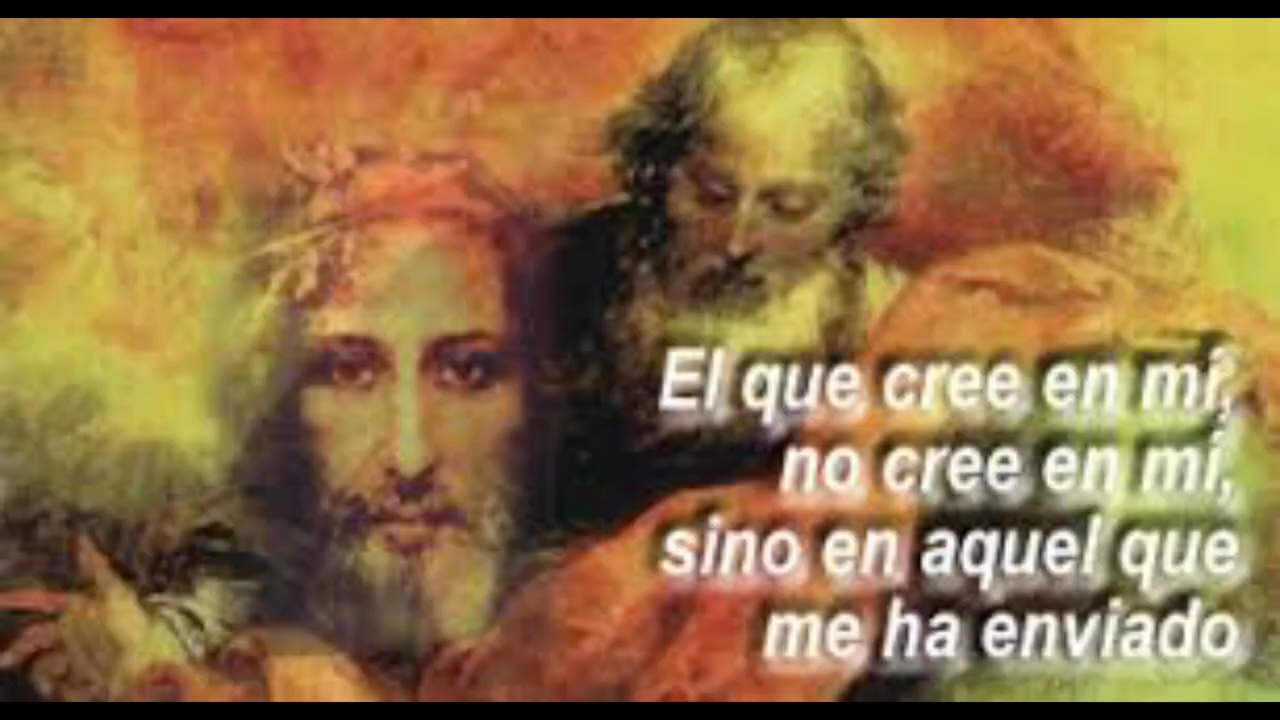 El que cree en mí,
no cree en mí,
sino en aquel que
me ha enviado